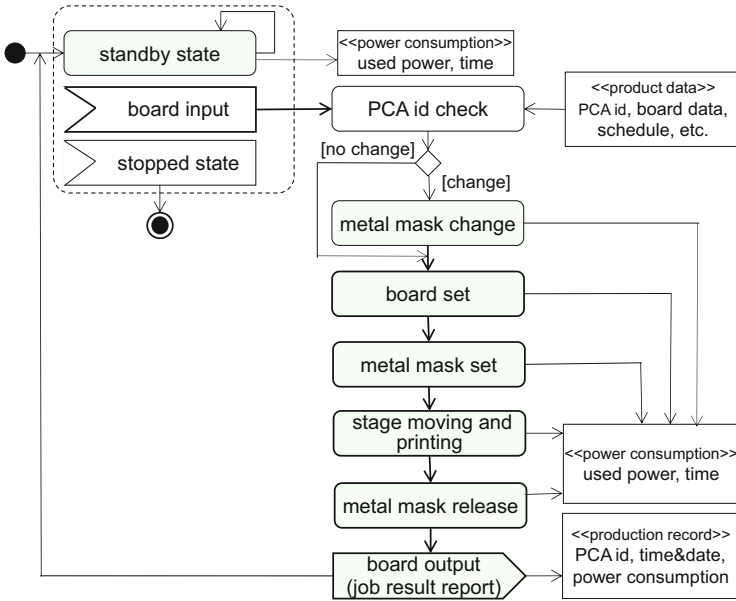 standby state
<<power consumption>>
used power, time
board input
PCA id check
<<product data>>
PCA id, board data,
schedule, etc.
stopped state
[no change]
[change]
metal mask change
board set
metal mask set
stage moving and
printing
<<power consumption>>
used power, time
metal mask release
board output
(job result report)
<<production record>>
PCA id, time&date,
power consumption